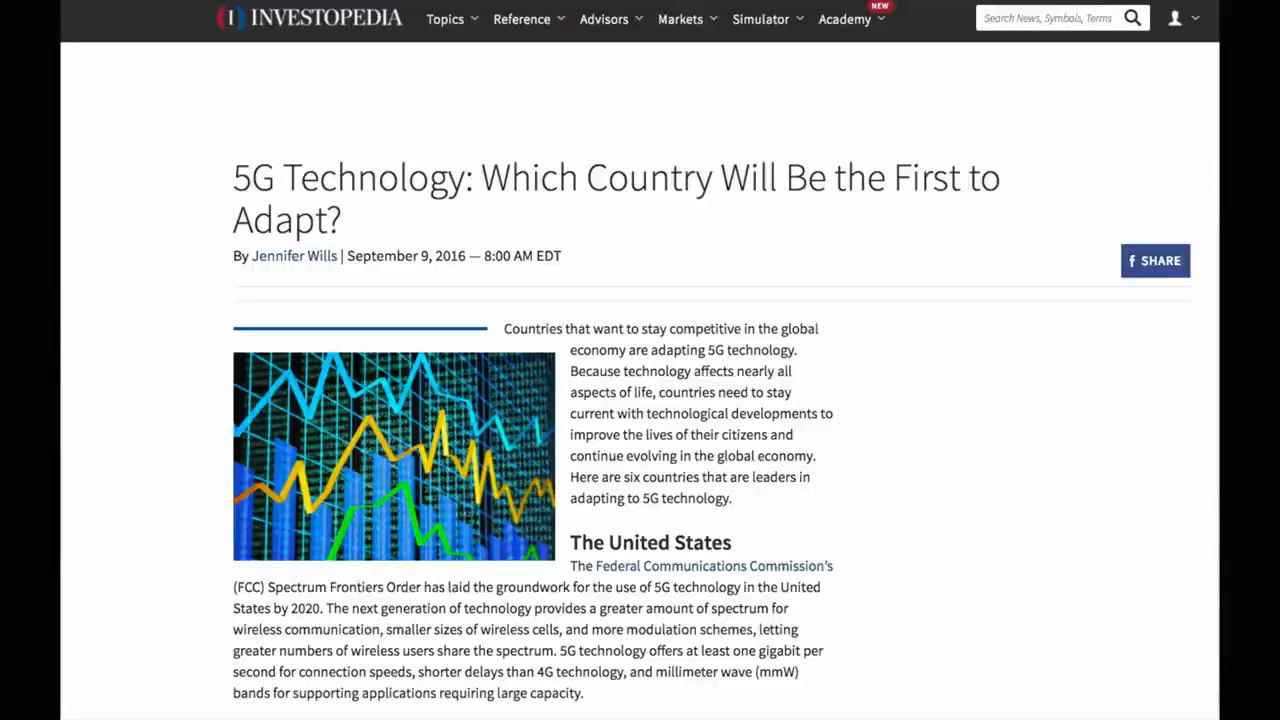 INVESTOPEDIA Topics Reference Advisors Markets Simulator Academy NEW Search News, Symbols, Terms
5G Technology: Which Country Will Be the First to
Adapt?
By Jennifer Wills | September 9, 2016 — 8:00 AM EDT
f SHARE
Countries that want to stay competitive in the global
economy are adapting 5G technology.
Because technology affects nearly all
aspects of life, countries need to stay
current with technological developments to
improve the lives of their citizens and
continue evolving in the global economy.
Here are six countries that are leaders in
adapting to 5G technology.
The United States
The Federal Communications Commission's
(FCC) Spectrum Frontiers Order has laid the groundwork for the use of 5G technology in the United
States by 2020. The next generation of technology provides a greater amount of spectrum for
wireless communication, smaller sizes of wireless cells, and more modulation schemes, letting
greater numbers of wireless users share the spectrum. 5G technology offers at least one gigabit per
second for connection speeds, shorter delays than 4G technology, and millimeter wave (mmW)
bands for supporting applications requiring large capacity.